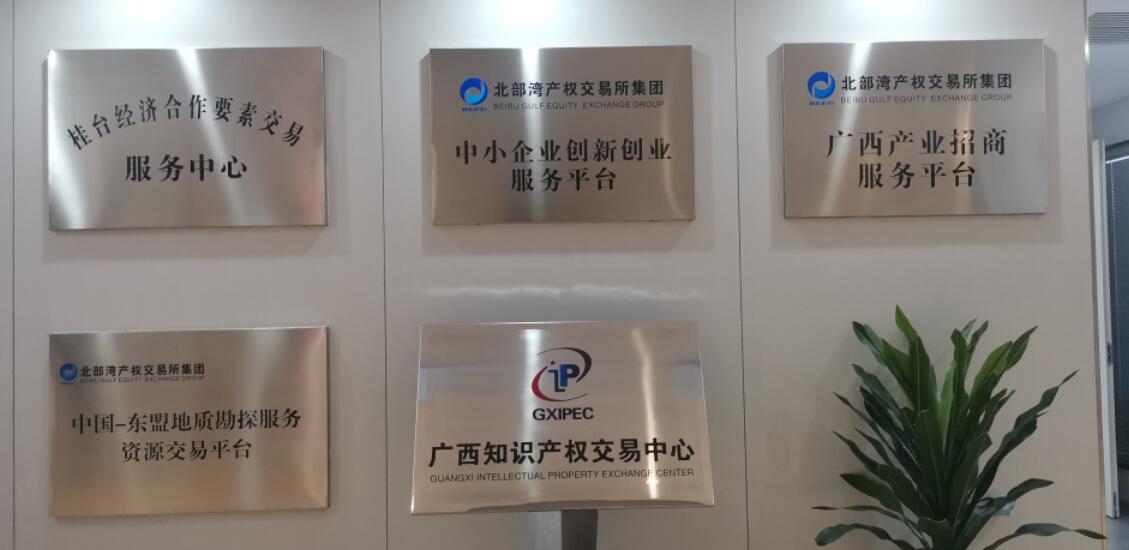 桂台经济合作要素交易
服务中心
BEEG
北部湾产权交易所集团
BEIBU GULF EQUITY EXCHANGE GROUP
中小企业创新创业
服务平台
BEEG
北部湾产权交易所集团
BEIBU GULF EQUITY EXCHANGE GROUP
广西产业招商
服务平台
北部湾产权交易所集团
BEIBU GULF EQUITY EXCHANGE GROUP
中国-东盟地质勘探服务
资源交易平台
IP
GXIPEC
广西知识产权交易中心
GUANGXI INTELLECTUAL PROPERTY EXCHANGE CENTER